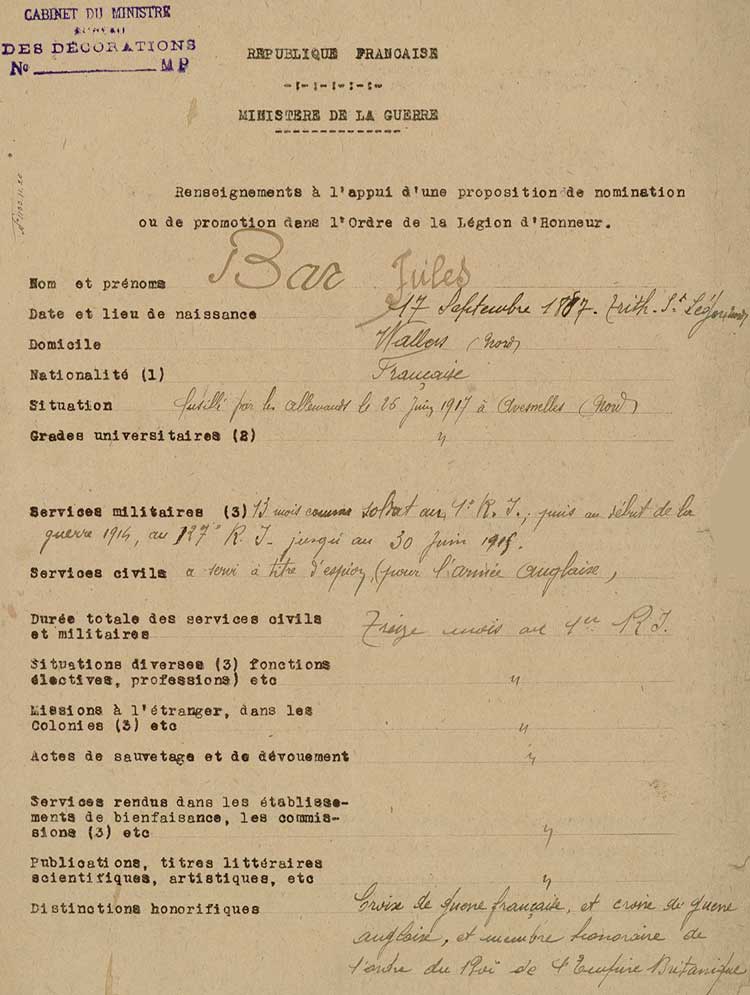 CABINET DU MINISTRE
BUREAU
DES DÉCORATIONS
No MP
REPUBLIQUE FRANCAISE
MINISTERE DE LA GUERRE
Renseignements à l'appui d'une proposition de nomination
ou de promotion dans l'Ordre de la Légion d'Honneur.
Nom et prénoms Bar Jules
Date et lieu de naissance 17 Septembre 1887. Trith. St Léger (Nord)
Domicile Wallers (Nord)
Nationalité (1) Française
Situation fusillé par les allemands le 26 Juin 1917 à Avesnelles (Nord)
Grades universitaires (2) "
Services militaires (3) 13 mois comme soldat au 1er R. I., puis au début de la
guerre 1914, au 127e R. I. jusqu'au 30 Juin 1915.
Services civils a servi à titre d'espion (pour l'armée anglaise,
Durée totale des services civils
et militaires Treize mois au 1er R I.
Situations diverses (3) fonctions
électives, professions) etc "
Missions à l'étranger, dans les
Colonies (3) etc "
Actes de sauvetage et de dévouement "
Services rendus dans les établisse-
ments de bienfaisance, les commis-
sions (3) etc "
Publications, titres littéraires
scientifiques, artistiques, etc "
Distinctions honorifiques Croix de guerre française, et croix de guerre
anglaise, et membre honoraire de
l'ordre du Roi de l'Empire Britanique